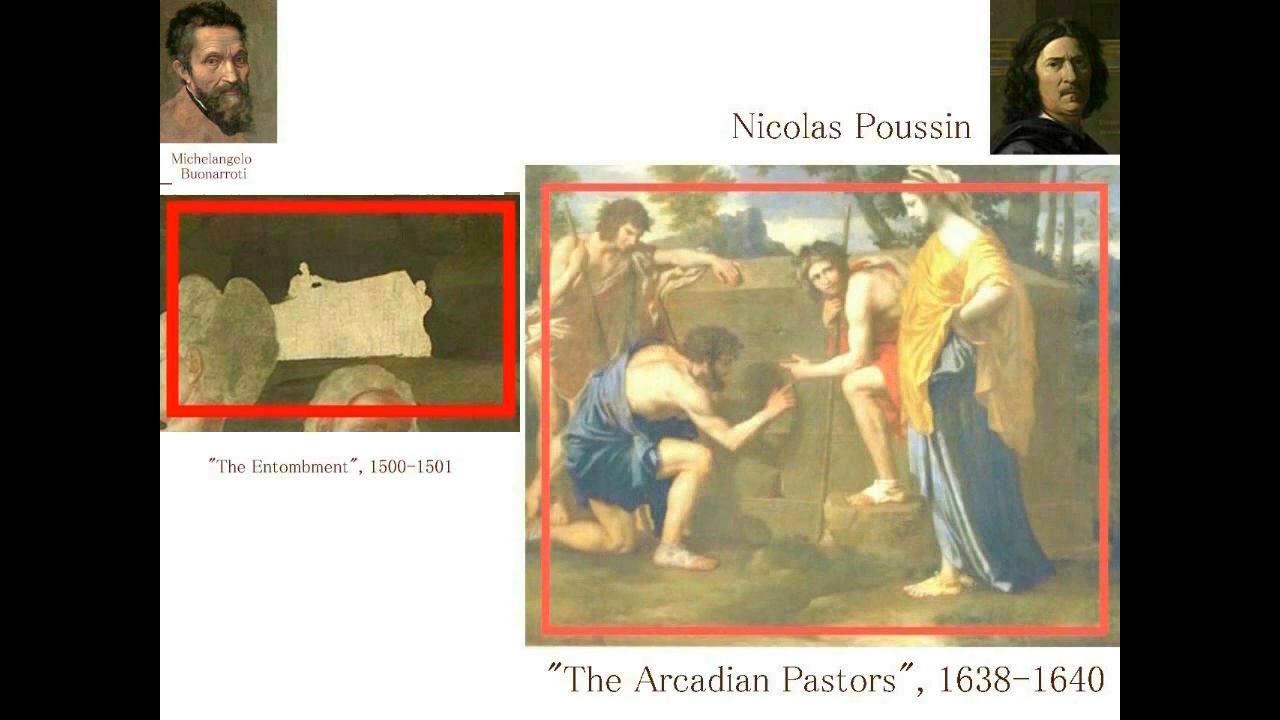 Michelangelo
Buonarroti
Nicolas Poussin
"The Entombment", 1500-1501
"The Arcadian Pastors", 1638-1640